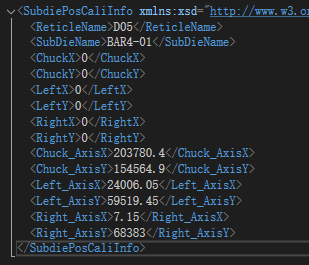 <SubdiePosCaliInfo xmlns:xsd="http://www.w3.or
<ReticleName>D05</ReticleName>
<SubDieName>BAR4-01</SubDieName>
<ChuckX>0</ChuckX>
<ChuckY>0</ChuckY>
<LeftX>0</LeftX>
<LeftY>0</LeftY>
<RightX>0</RightX>
<RightY>0</RightY>
<Chuck_AxisX>203780.4</Chuck_AxisX>
<Chuck_AxisY>154564.9</Chuck_AxisY>
<Left_AxisX>24006.05</Left_AxisX>
<Left_AxisY>59519.45</Left_AxisY>
<Right_AxisX>7.15</Right_AxisX>
<Right_AxisY>68383</Right_AxisY>
</SubdiePosCaliInfo>